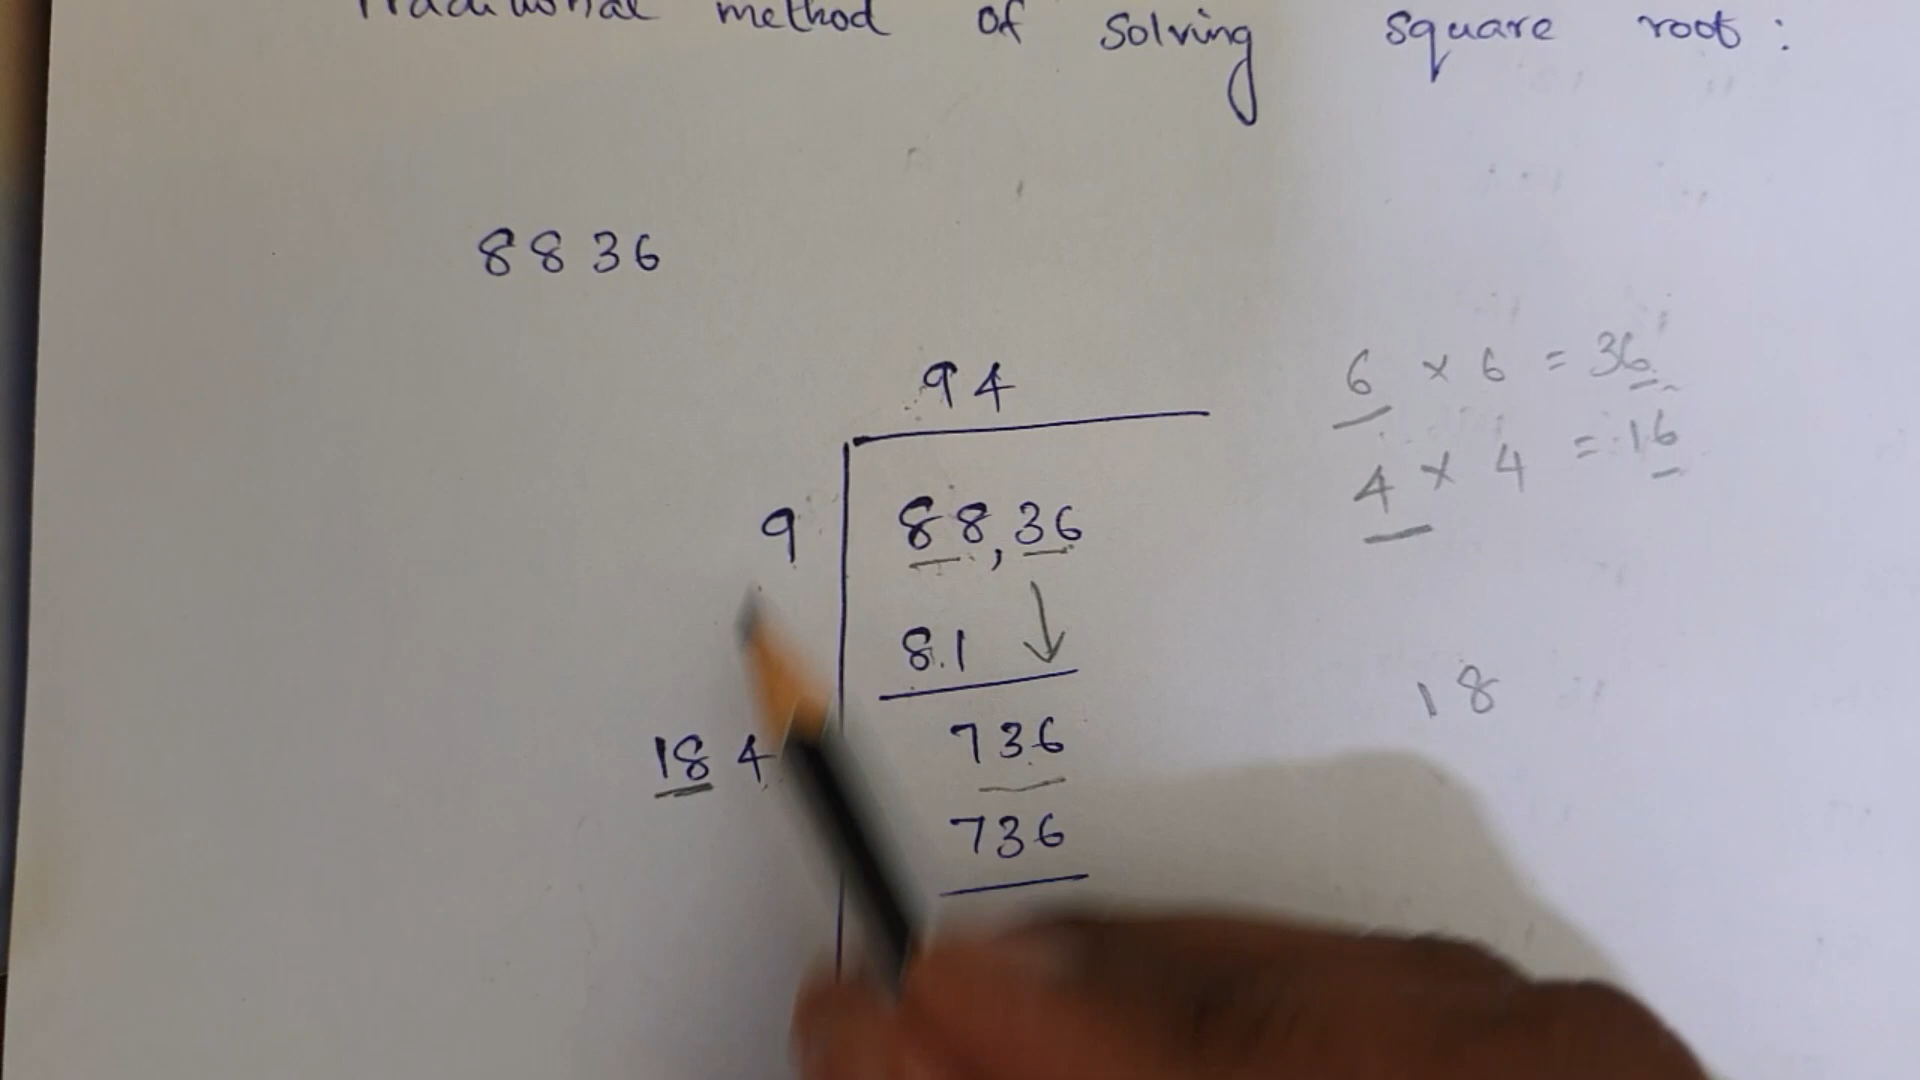 Traditional method of solving square root:
8836
94
9 88,36
81
184 736
736
6 × 6 = 36
4 × 4 = 16
18